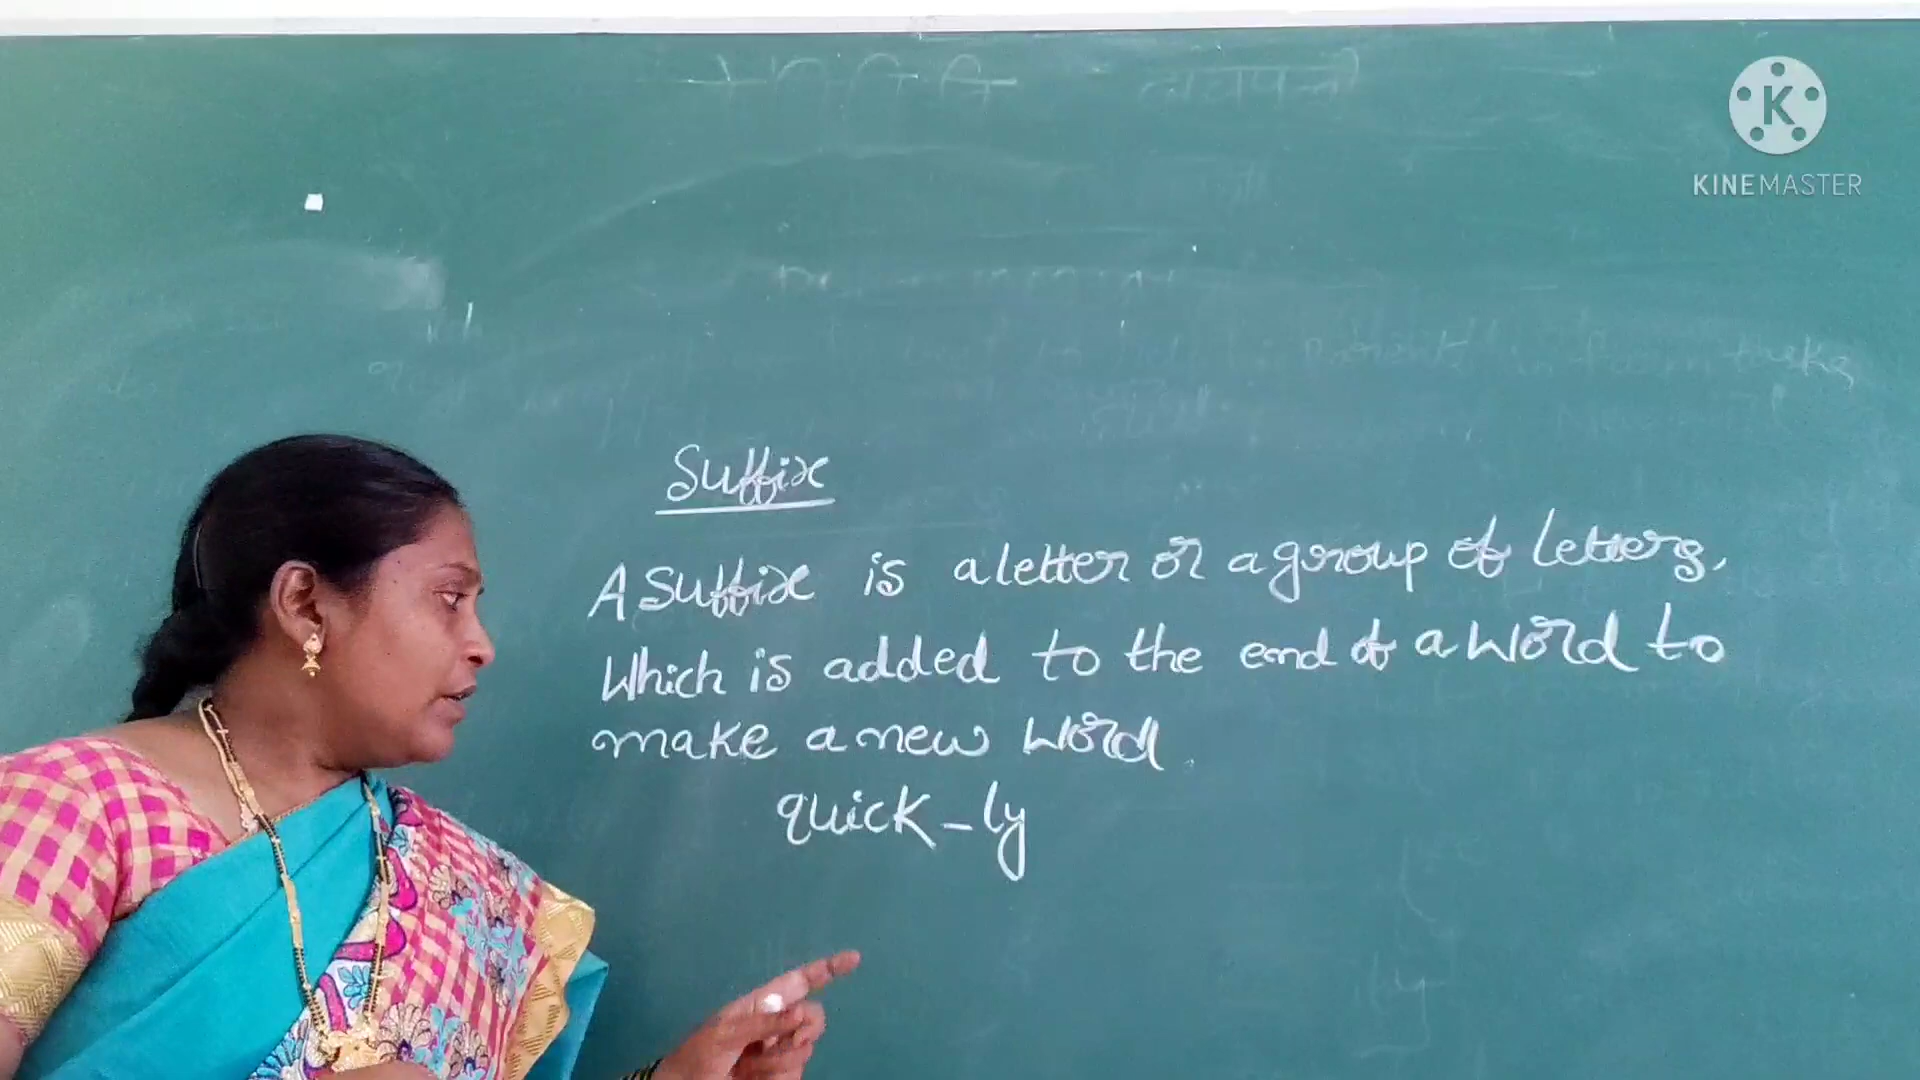 KINEMASTER
Suffix
A suffix is a letter or a group of letters,
Which is added to the end of a word to
make a new word.
quick - ly